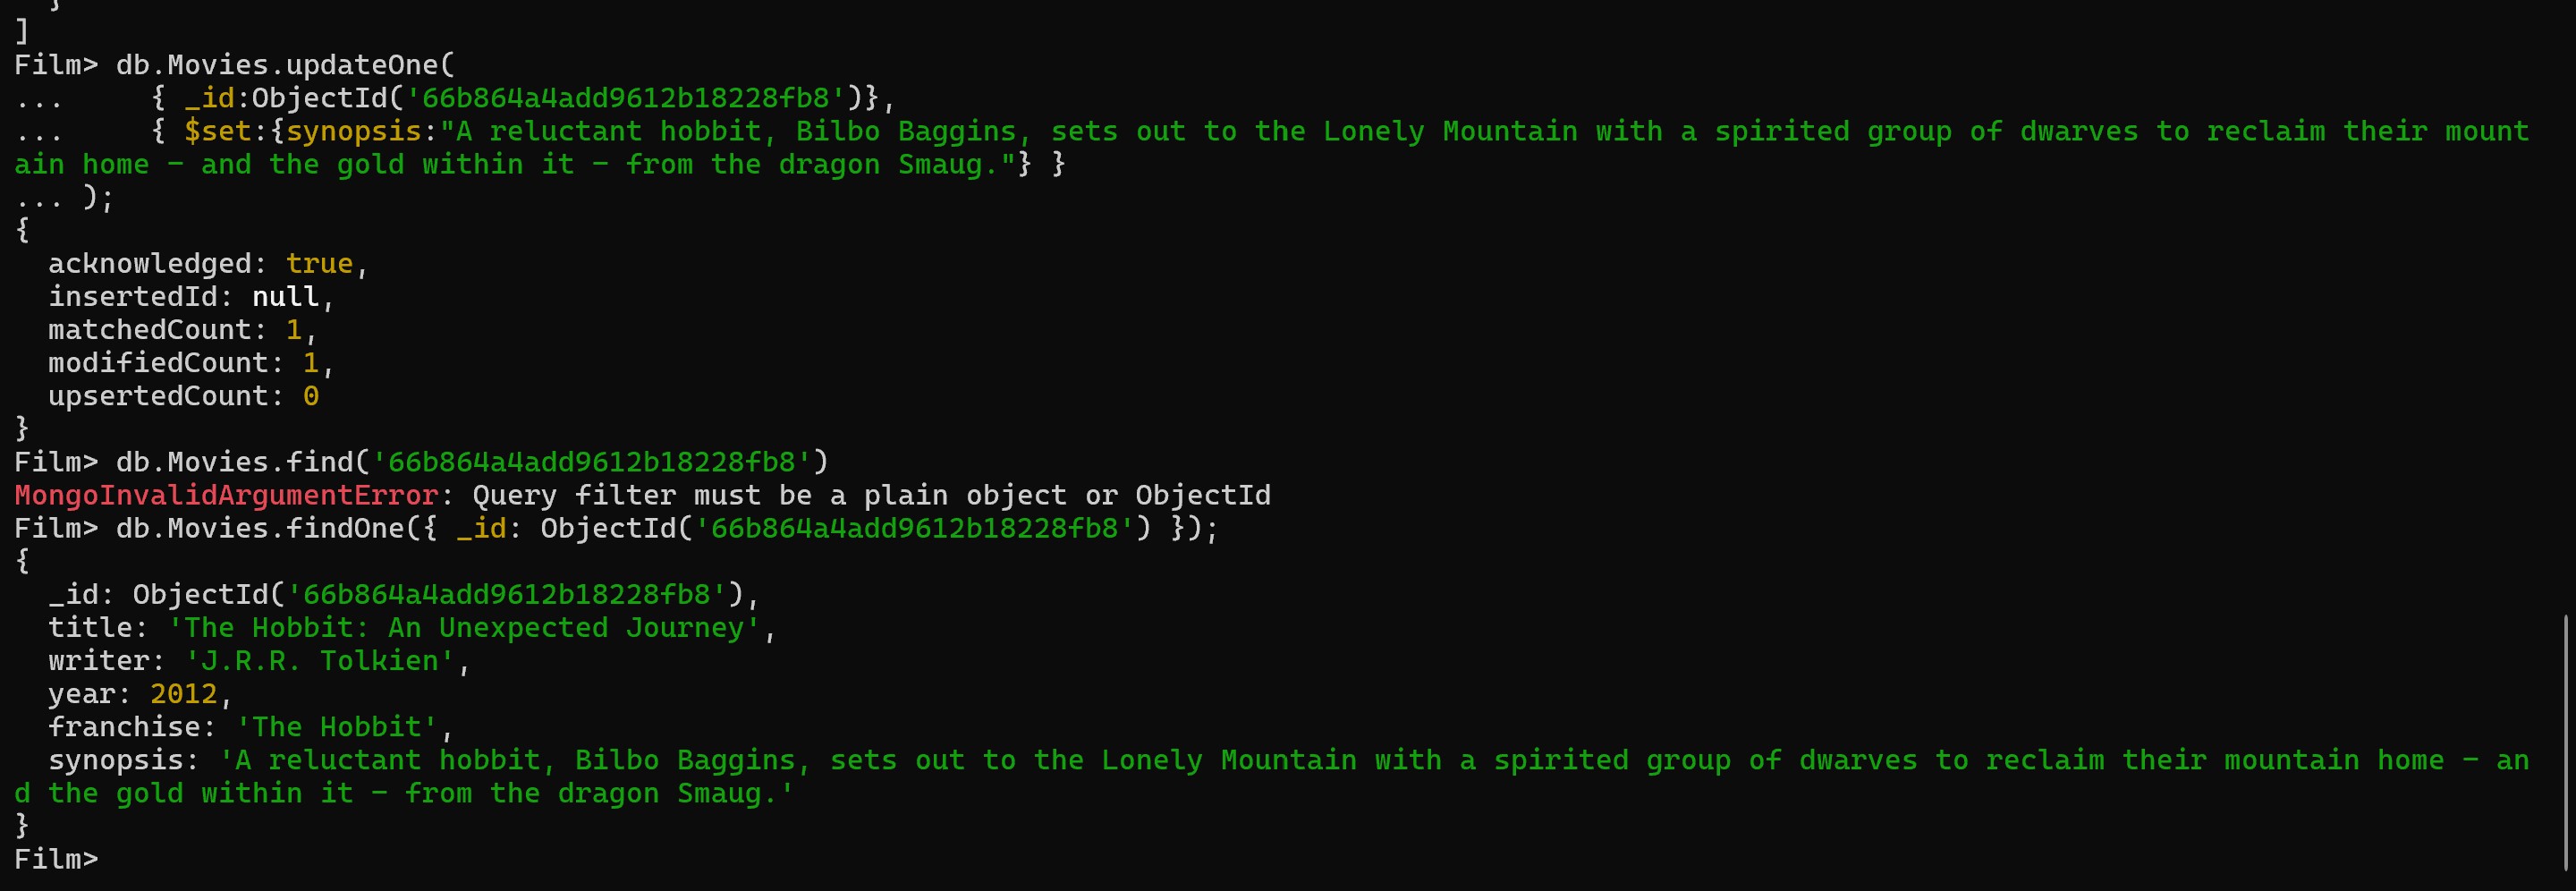 }
]
Film> db.Movies.updateOne(
...     { _id:ObjectId('66b864a4add9612b18228fb8')},
...     { $set:{synopsis:"A reluctant hobbit, Bilbo Baggins, sets out to the Lonely Mountain with a spirited group of dwarves to reclaim their mount
ain home - and the gold within it - from the dragon Smaug."} }
... );
{
  acknowledged: true,
  insertedId: null,
  matchedCount: 1,
  modifiedCount: 1,
  upsertedCount: 0
}
Film> db.Movies.find('66b864a4add9612b18228fb8')
MongoInvalidArgumentError: Query filter must be a plain object or ObjectId
Film> db.Movies.findOne({ _id: ObjectId('66b864a4add9612b18228fb8') });
{
  _id: ObjectId('66b864a4add9612b18228fb8'),
  title: 'The Hobbit: An Unexpected Journey',
  writer: 'J.R.R. Tolkien',
  year: 2012,
  franchise: 'The Hobbit',
  synopsis: 'A reluctant hobbit, Bilbo Baggins, sets out to the Lonely Mountain with a spirited group of dwarves to reclaim their mountain home - an
d the gold within it - from the dragon Smaug.'
}
Film>